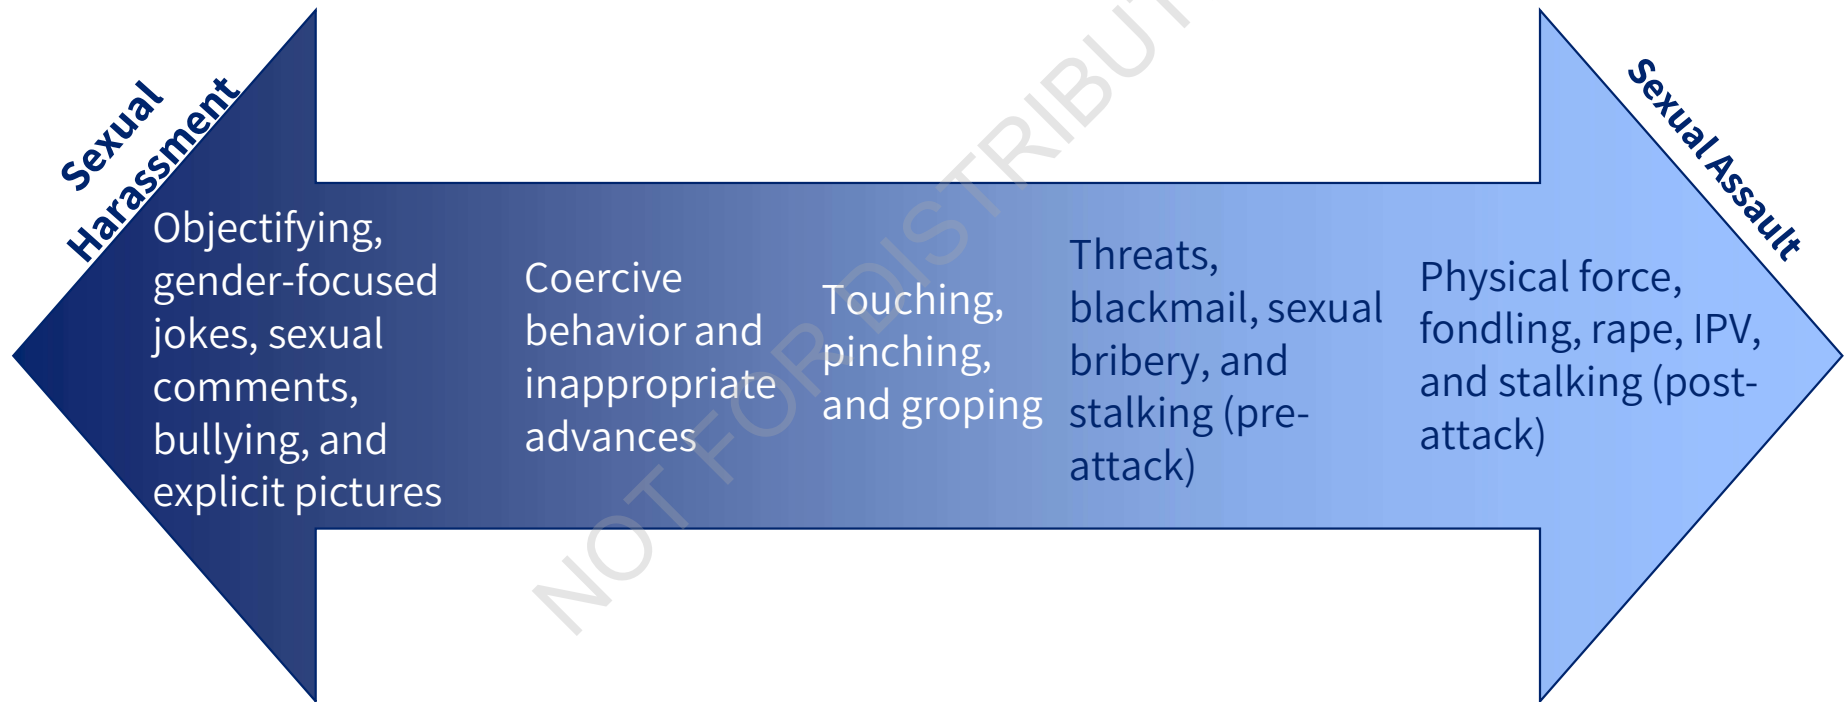 Sexual
Harassment
Sexual Assault
Objectifying,
gender-focused
jokes, sexual
comments,
bullying, and
explicit pictures
Coercive
behavior and
inappropriate
advances
Touching,
pinching,
and groping
Threats,
blackmail, sexual
bribery, and
stalking (pre-
attack)
Physical force,
fondling, rape, IPV,
and stalking (post-
attack)
NOT FOR DISTRIBUT